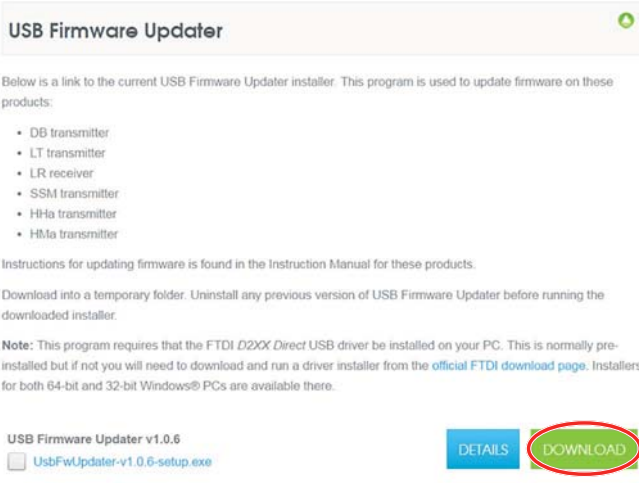 USB Firmware Updater
Below is a link to the current USB Firmware Updater installer. This program is used to update firmware on these
products:
• DB transmitter
• LT transmitter
• LR receiver
• SSM transmitter
• HHa transmitter
• HMa transmitter
Instructions for updating firmware is found in the Instruction Manual for these products.
Download into a temporary folder. Uninstall any previous version of USB Firmware Updater before running the
downloaded installer.
Note: This program requires that the FTDI D2XX Direct USB driver be installed on your PC. This is normally pre-
installed but if not you will need to download and run a driver installer from the official FTDI download page. Installers
for both 64-bit and 32-bit Windows® PCs are available there.
USB Firmware Updater v1.0.6
UsbFwUpdater-v1.0.6-setup.exe
DETAILS
DOWNLOAD